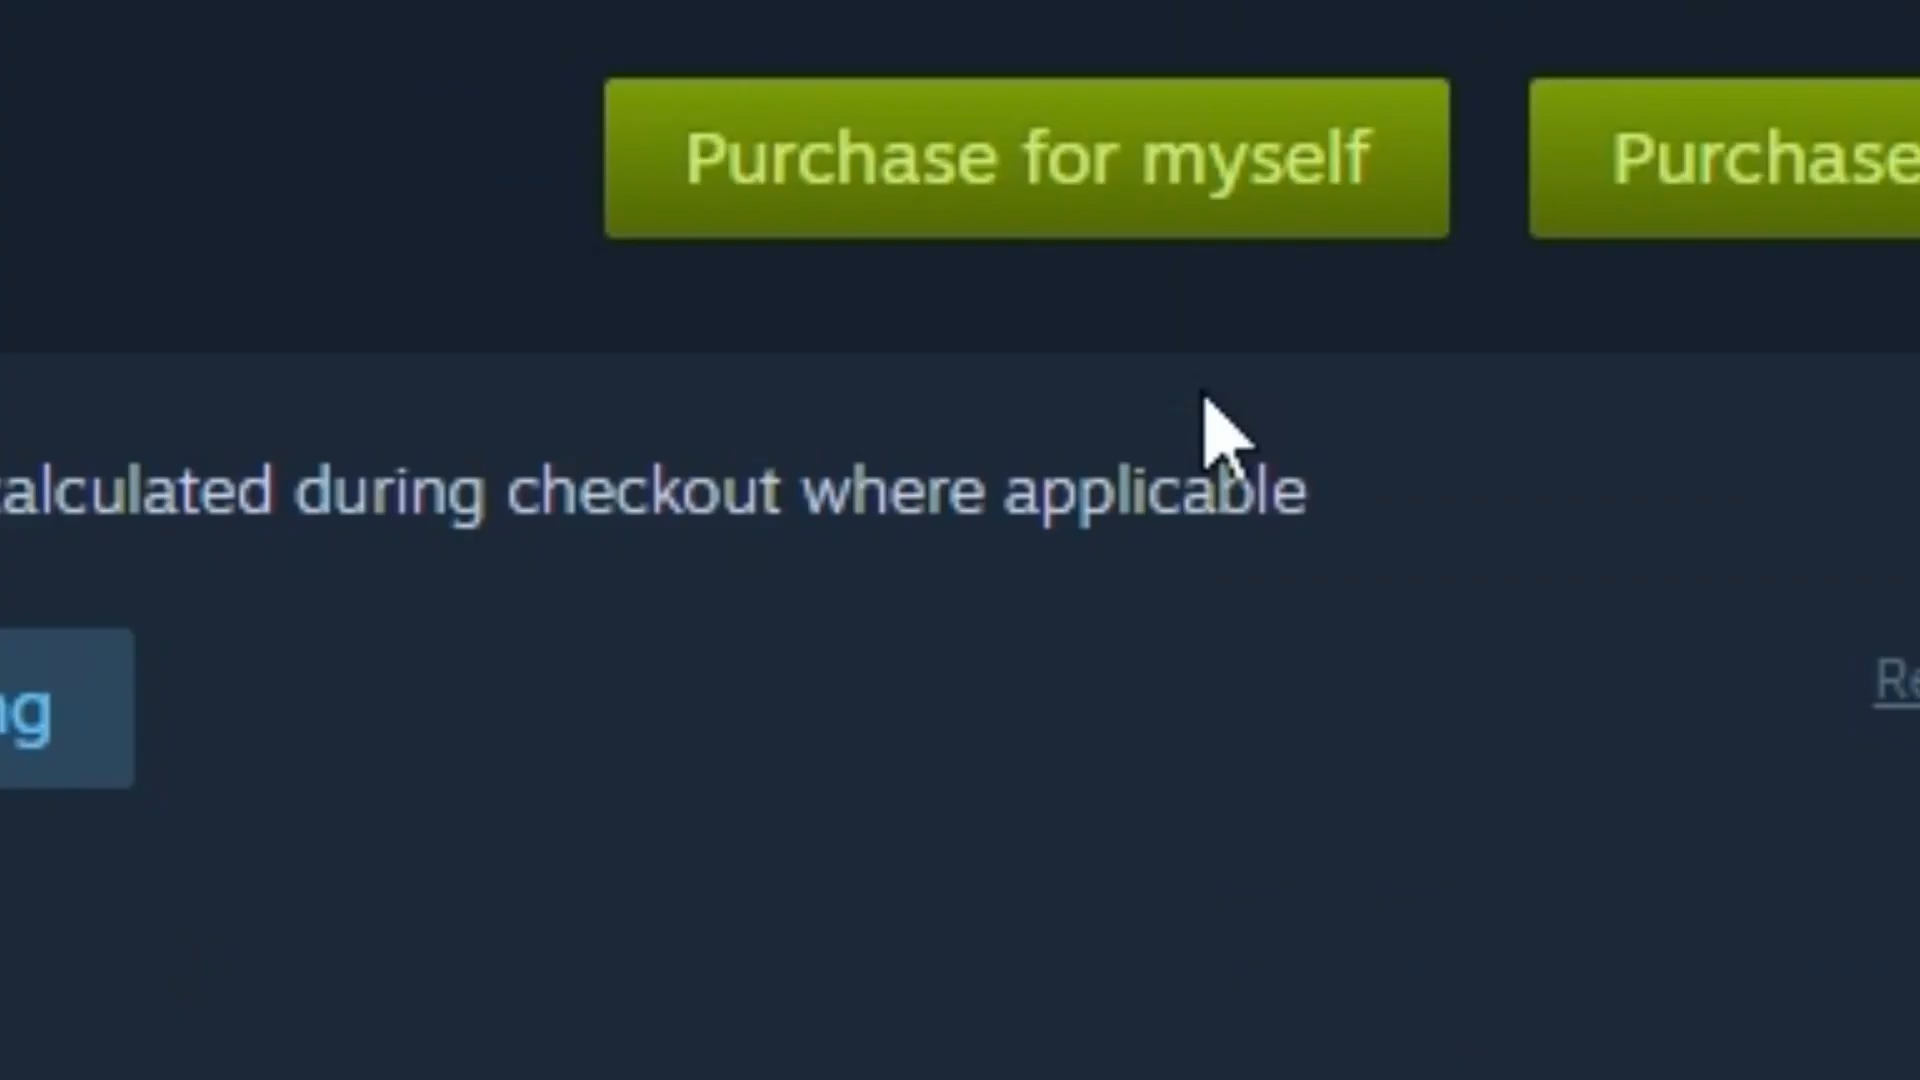 Purchase for myself
Purchase
alculated during checkout where applicable
ng
Re